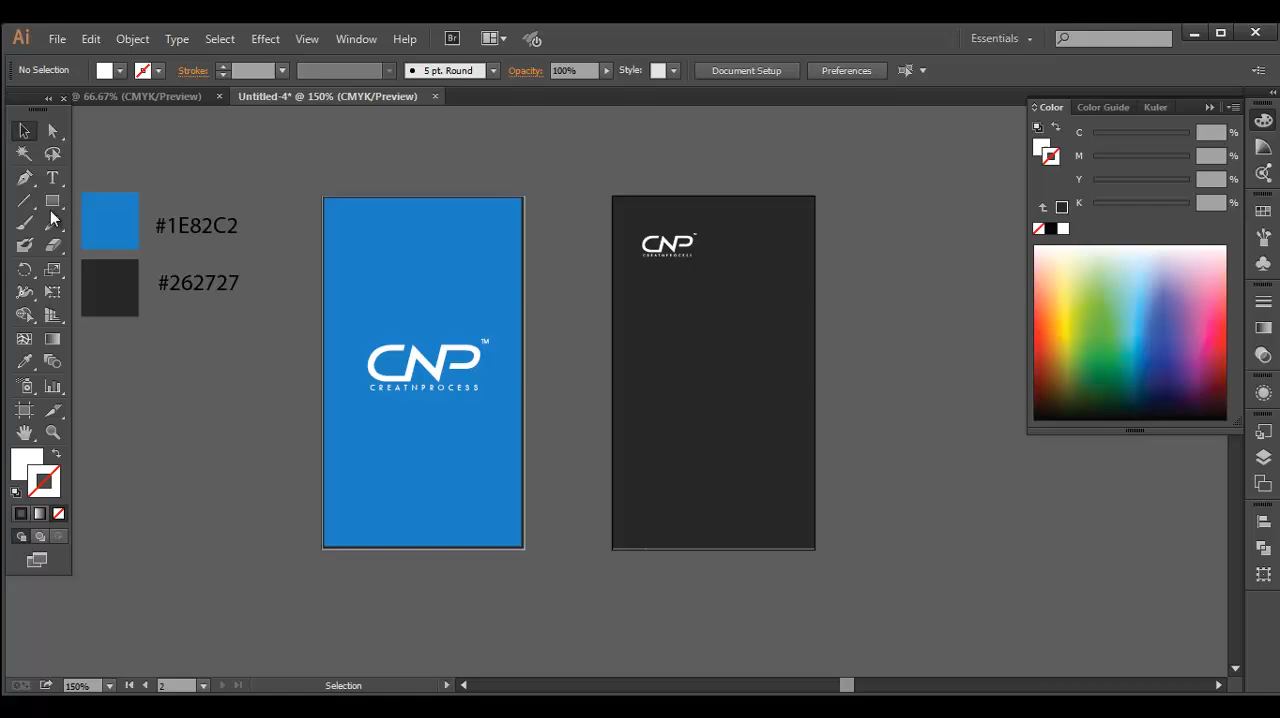 Ai File Edit Object Type Select Effect View Window Help Br Essentials
No Selection Stroke: 5 pt. Round Opacity: 100% Style: Document Setup Preferences
@ 66.67% (CMYK/Preview) × Untitled-4* @ 150% (CMYK/Preview) ×
Color Color Guide Kuler
C %
M %
Y %
K %
T
#1E82C2
#262727
CNP™
CREATNPROCESS
CNP™
CREATNPROCESS
150% 2 Selection